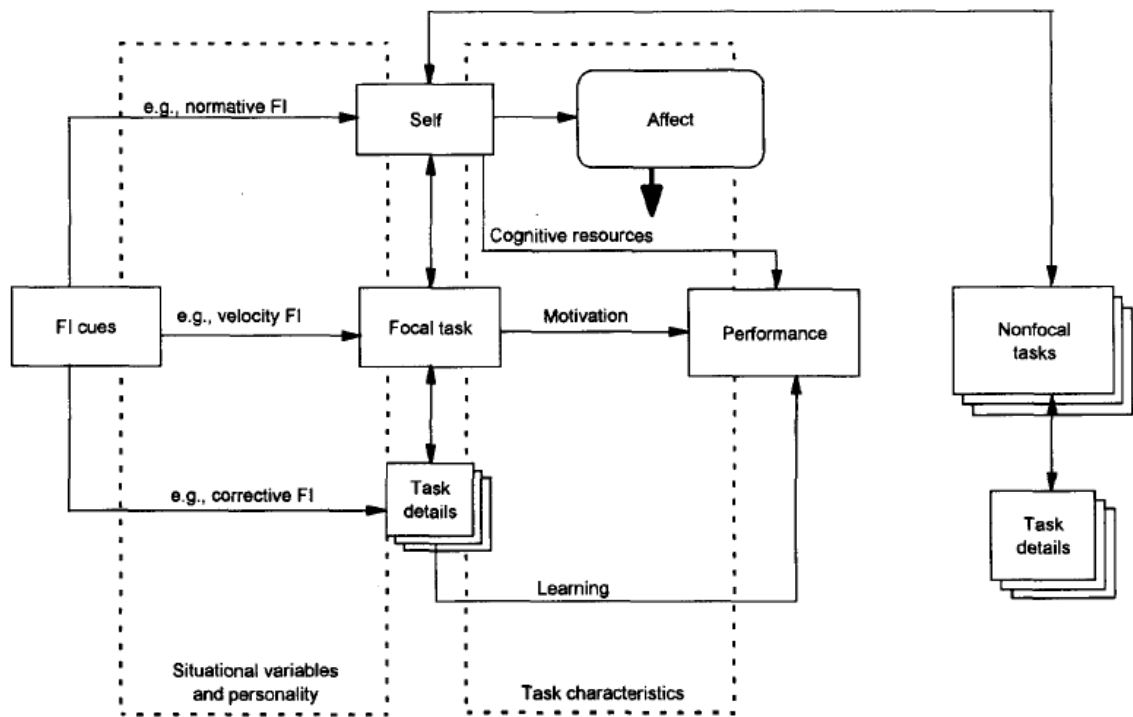 e.g., normative FI
Self
Affect
Cognitive resources
FI cues
e.g., velocity FI
Focal task
Motivation
Performance
Nonfocal
tasks
e.g., corrective FI
Task
details
Task
details
Learning
Situational variables
and personality
Task characteristics